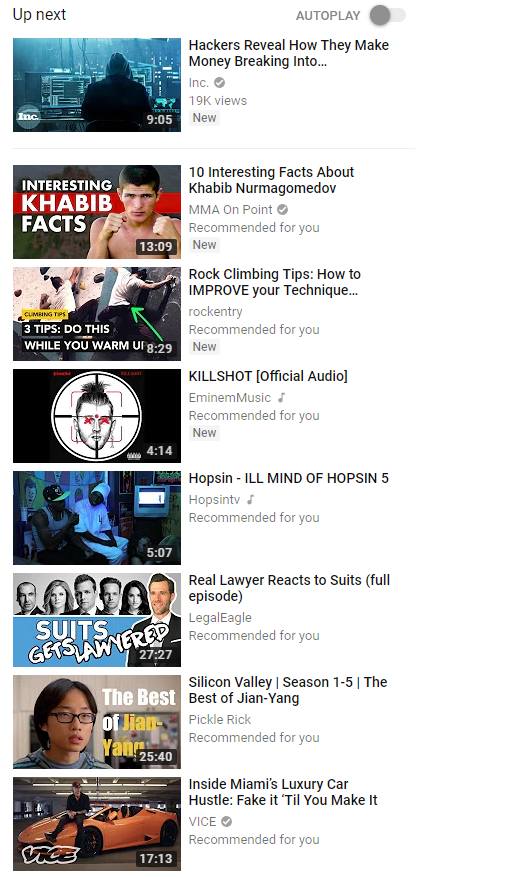 Up next
AUTOPLAY
Inc.
9:05
Hackers Reveal How They Make
Money Breaking Into…
Inc.
19K views
New
INTERESTING
KHABIB
FACTS
13:09
10 Interesting Facts About
Khabib Nurmagomedov
MMA On Point
Recommended for you
New
CLIMBING TIPS
3 TIPS: DO THIS
WHILE YOU WARM UP
8:29
Rock Climbing Tips: How to
IMPROVE your Technique…
rockentry
Recommended for you
New
KILLSHOT
4:14
KILLSHOT [Official Audio]
EminemMusic
Recommended for you
New
5:07
Hopsin - ILL MIND OF HOPSIN 5
Hopsintv
Recommended for you
SUITS
GETS LAWYERED
27:27
Real Lawyer Reacts to Suits (full
episode)
LegalEagle
Recommended for you
The Best
of Jian-
Yang
25:40
Silicon Valley | Season 1-5 | The
Best of Jian-Yang
Pickle Rick
Recommended for you
VICE
17:13
Inside Miami's Luxury Car
Hustle: Fake it 'Til You Make It
VICE
Recommended for you